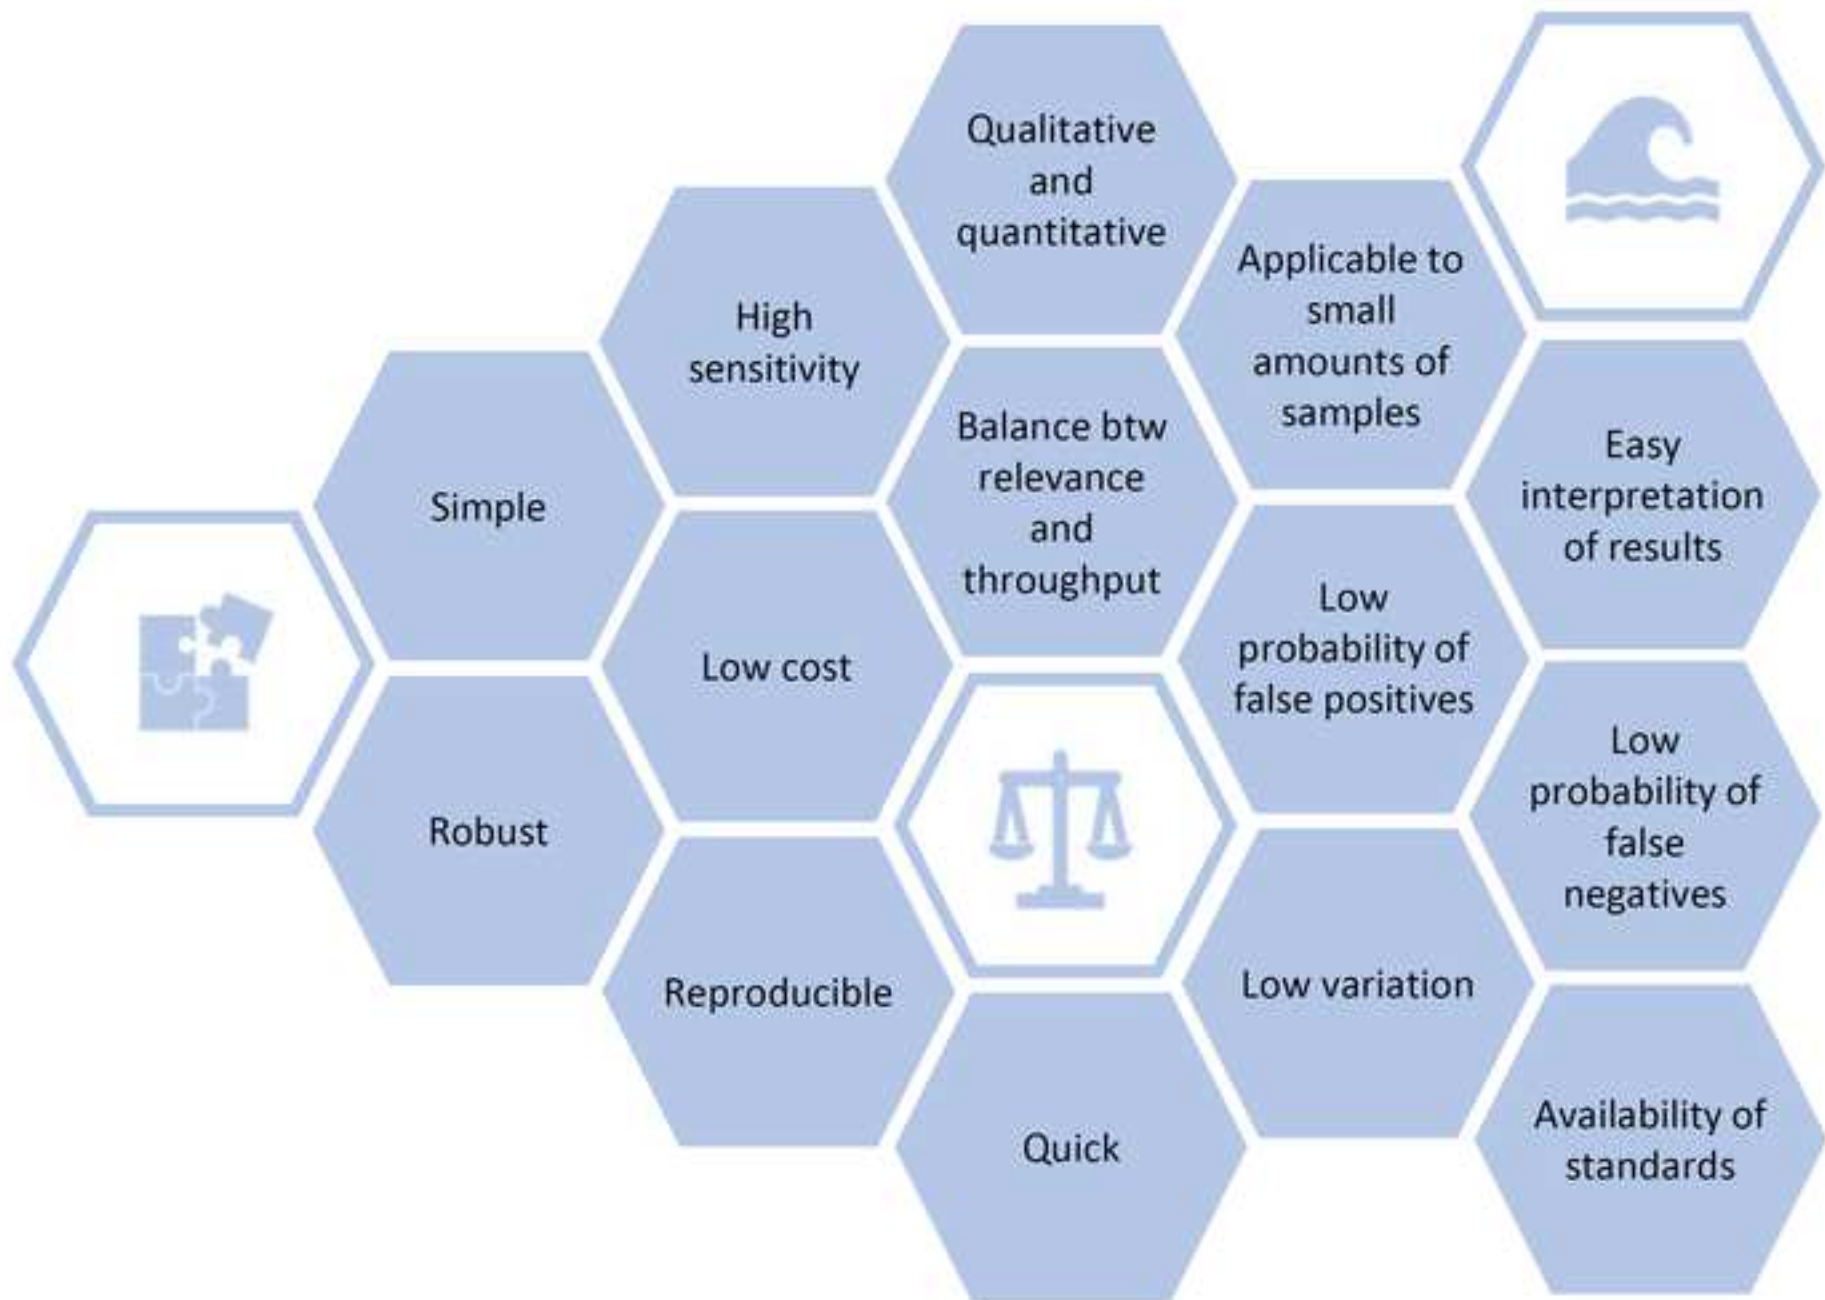 Qualitative
and
quantitative
High
sensitivity
Applicable to
small
amounts of
samples
Simple
Balance btw
relevance
and
throughput
Easy
interpretation
of results
Low cost
Low
probability of
false positives
Robust
Low
probability of
false
negatives
Reproducible
Low variation
Quick
Availability of
standards